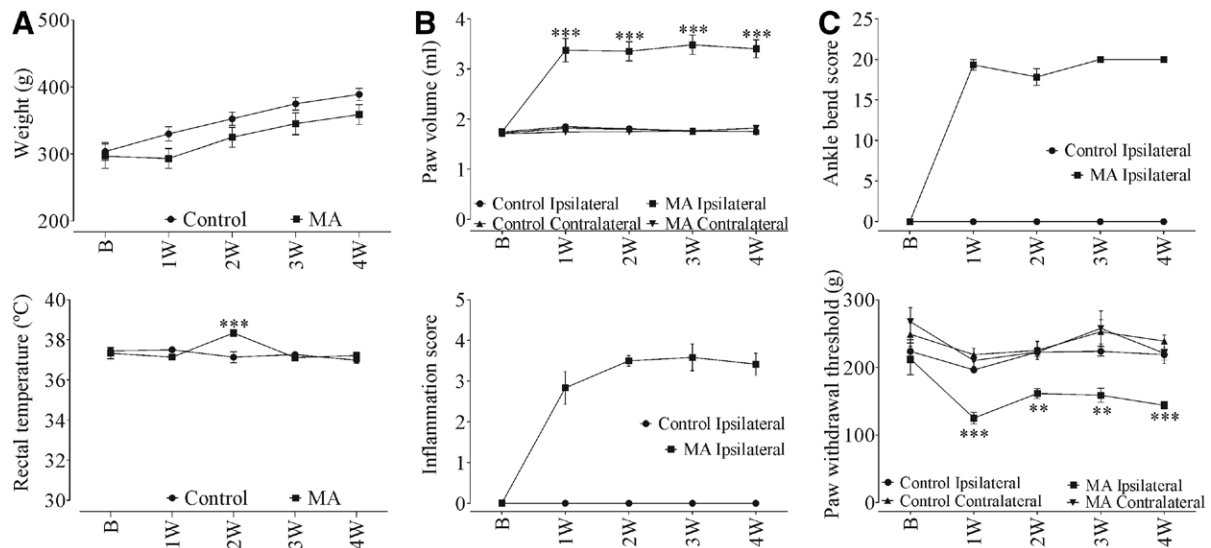 A
Weight (g)
500
400
300
200
Control MA
B 1W 2W 3W 4W
Rectal temperature (ºC)
40
38
36
34
32
30
***
Control MA
B 1W 2W 3W 4W
B
Paw volume (ml)
4
3
2
1
0
*** *** *** ***
Control Ipsilateral MA Ipsilateral
Control Contralateral MA Contralateral
B 1W 2W 3W 4W
Inflammation score
5
4
3
2
1
0
Control Ipsilateral
MA Ipsilateral
B 1W 2W 3W 4W
C
Ankle bend score
20
15
10
5
0
Control Ipsilateral
MA Ipsilateral
B 1W 2W 3W 4W
Paw withdrawal threshold (g)
300
200
100
0
*** ** ** ***
Control Ipsilateral MA Ipsilateral
Control Contralateral MA Contralateral
B 1W 2W 3W 4W